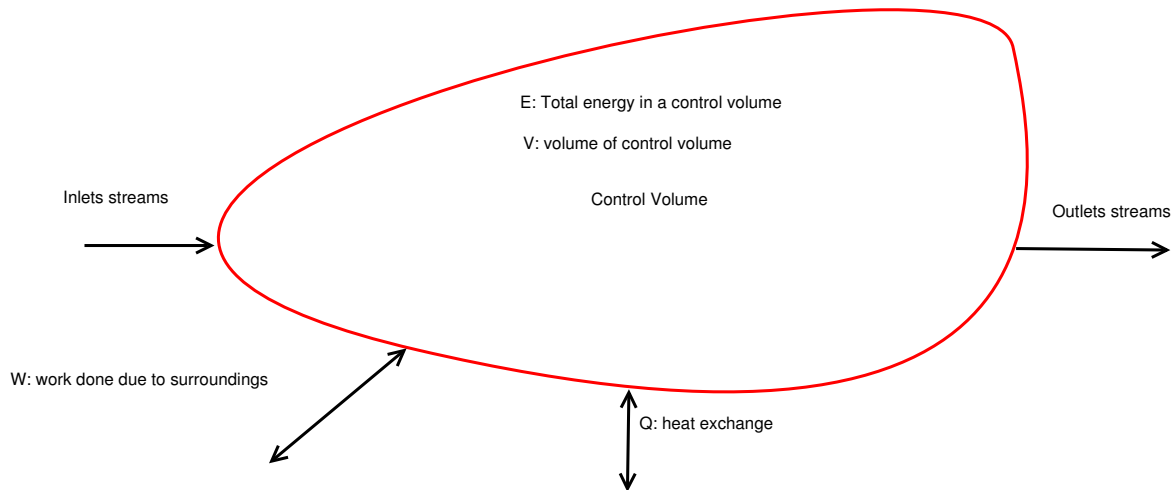 E: Total energy in a control volume
V: volume of control volume
Control Volume
Inlets streams
Outlets streams
W: work done due to surroundings
Q: heat exchange